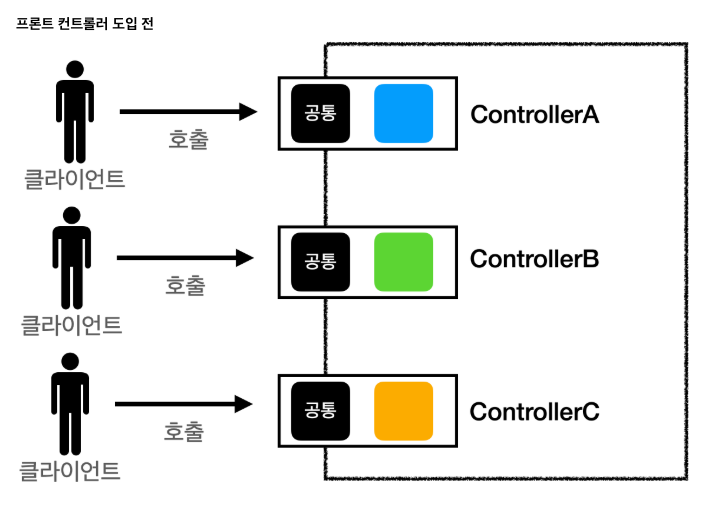 프론트 컨트롤러 도입 전
공통
ControllerA
호출
클라이언트
공통
ControllerB
호출
클라이언트
공통
ControllerC
호출
클라이언트